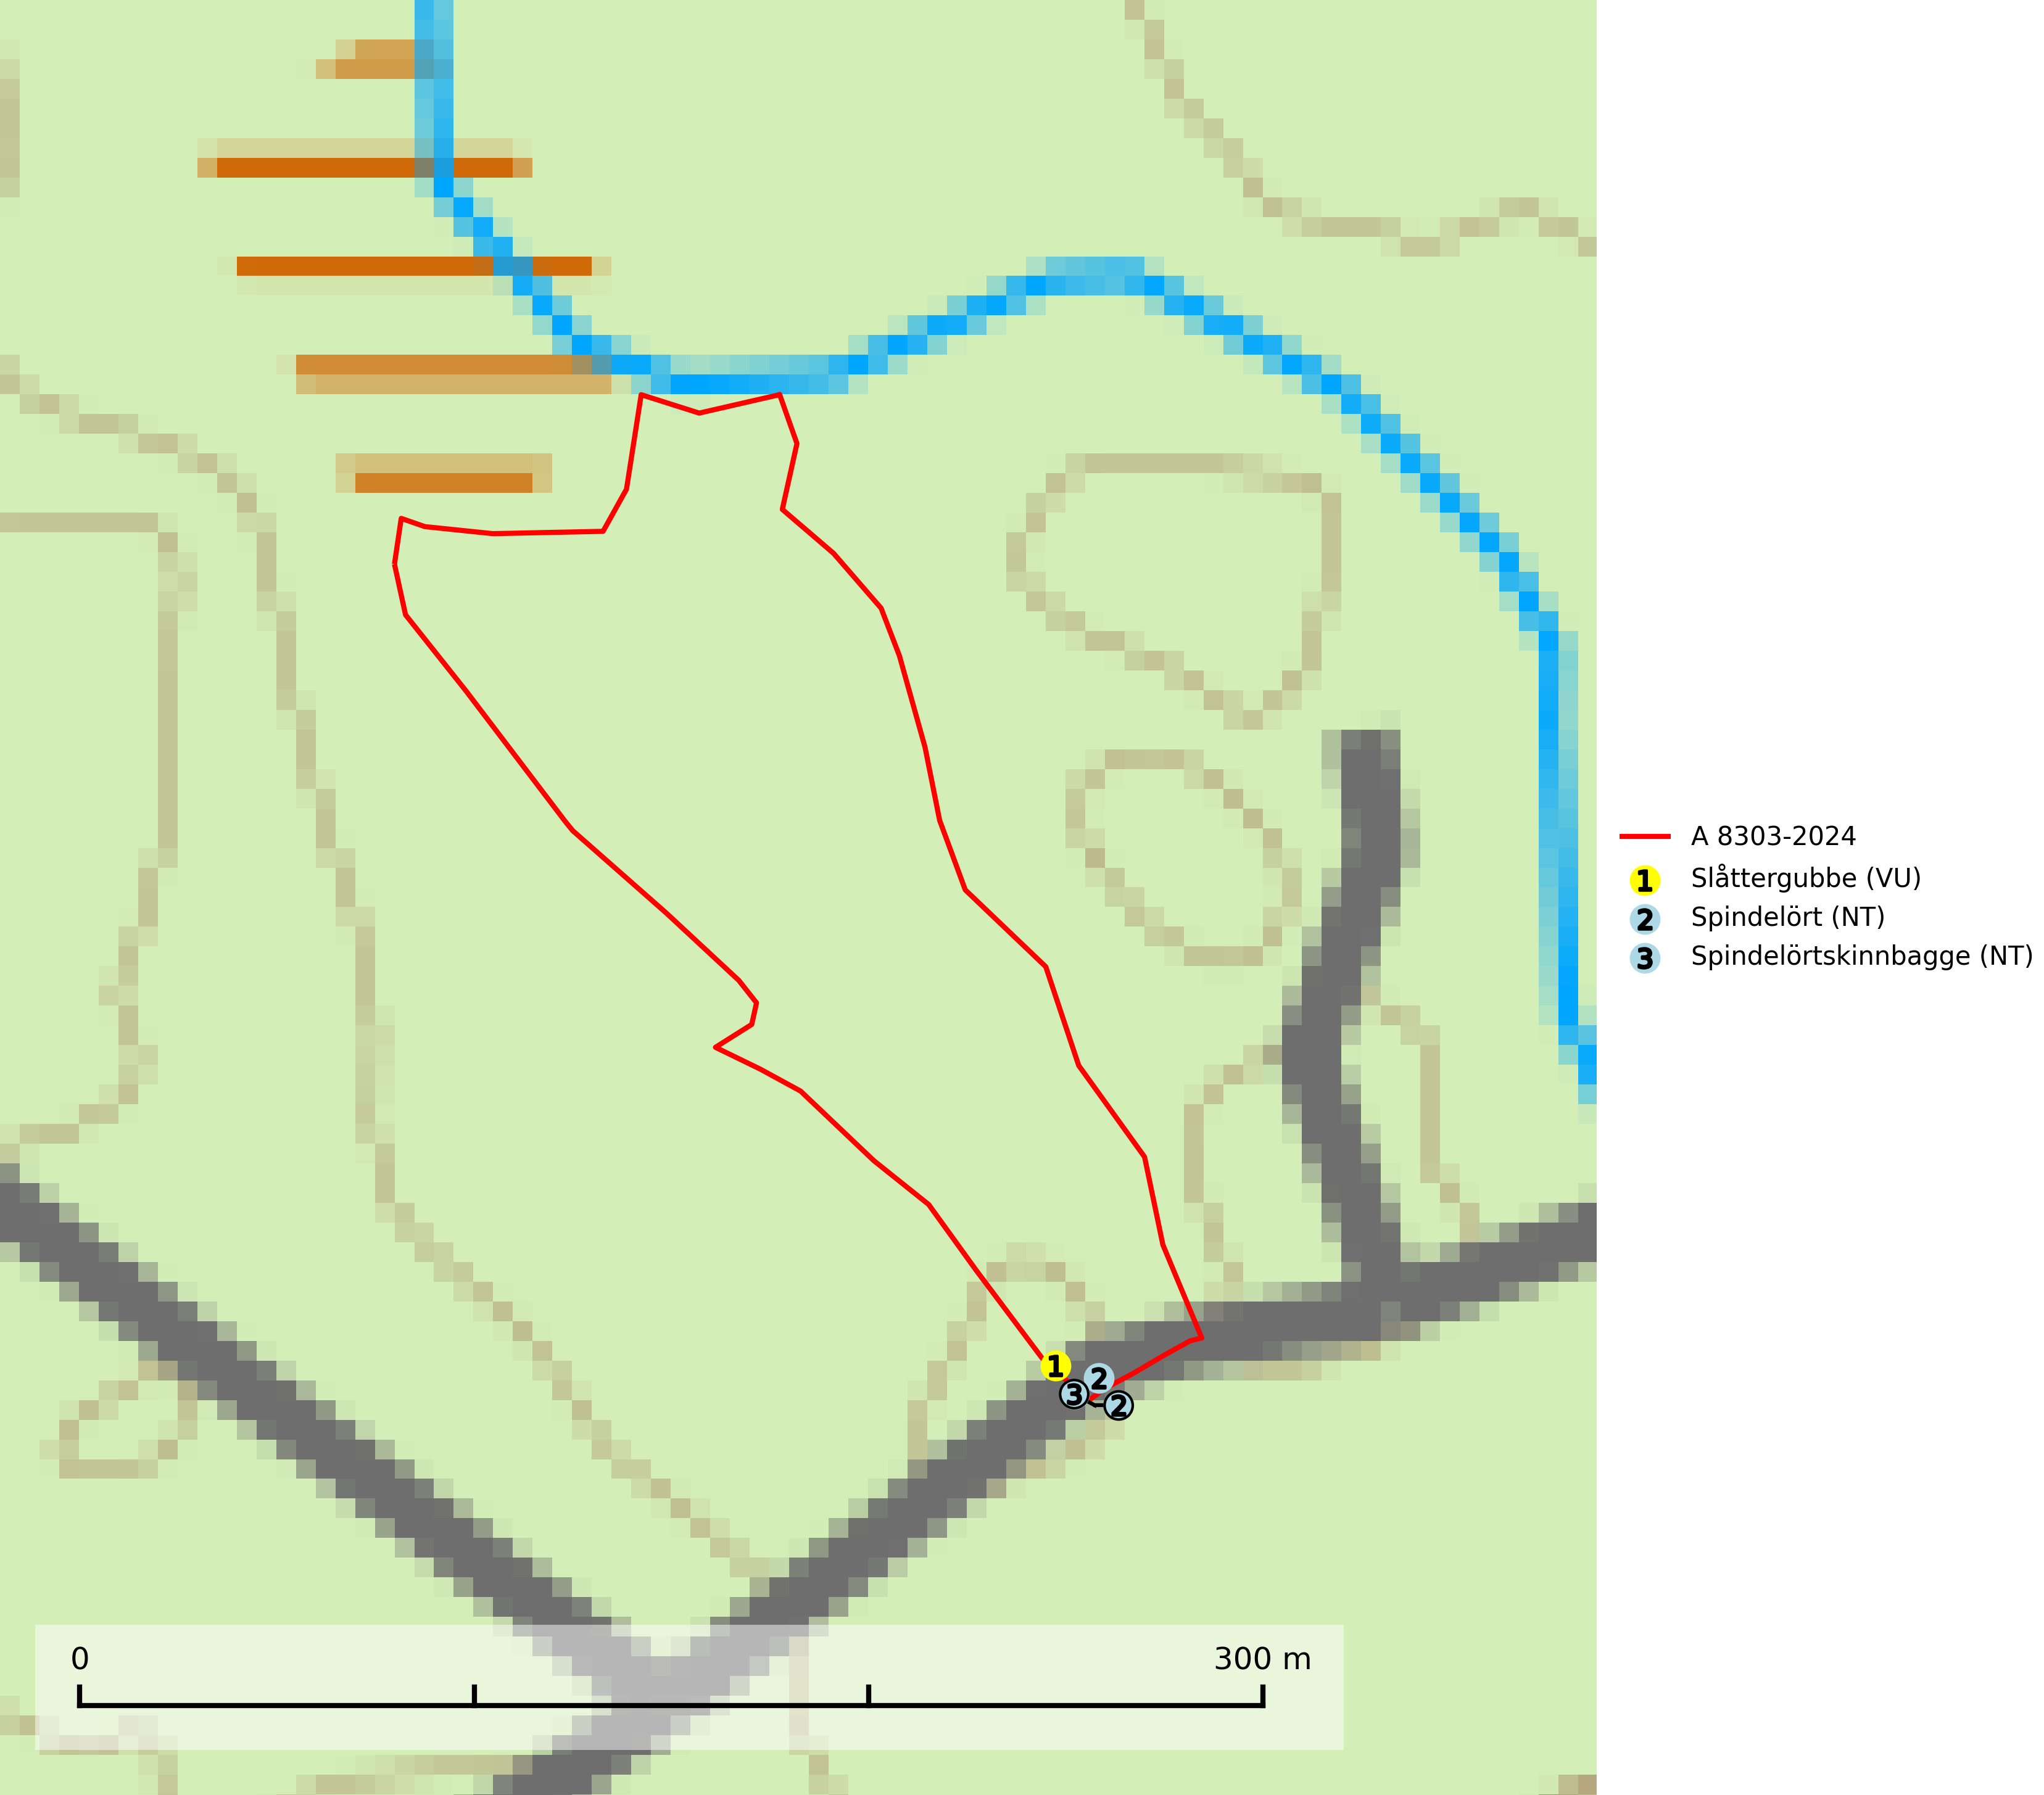 A 8303-2024
1 Slåttergubbe (VU)
2 Spindelört (NT)
3 Spindelörtskinnbagge (NT)
1
2
3
2
0 300 m